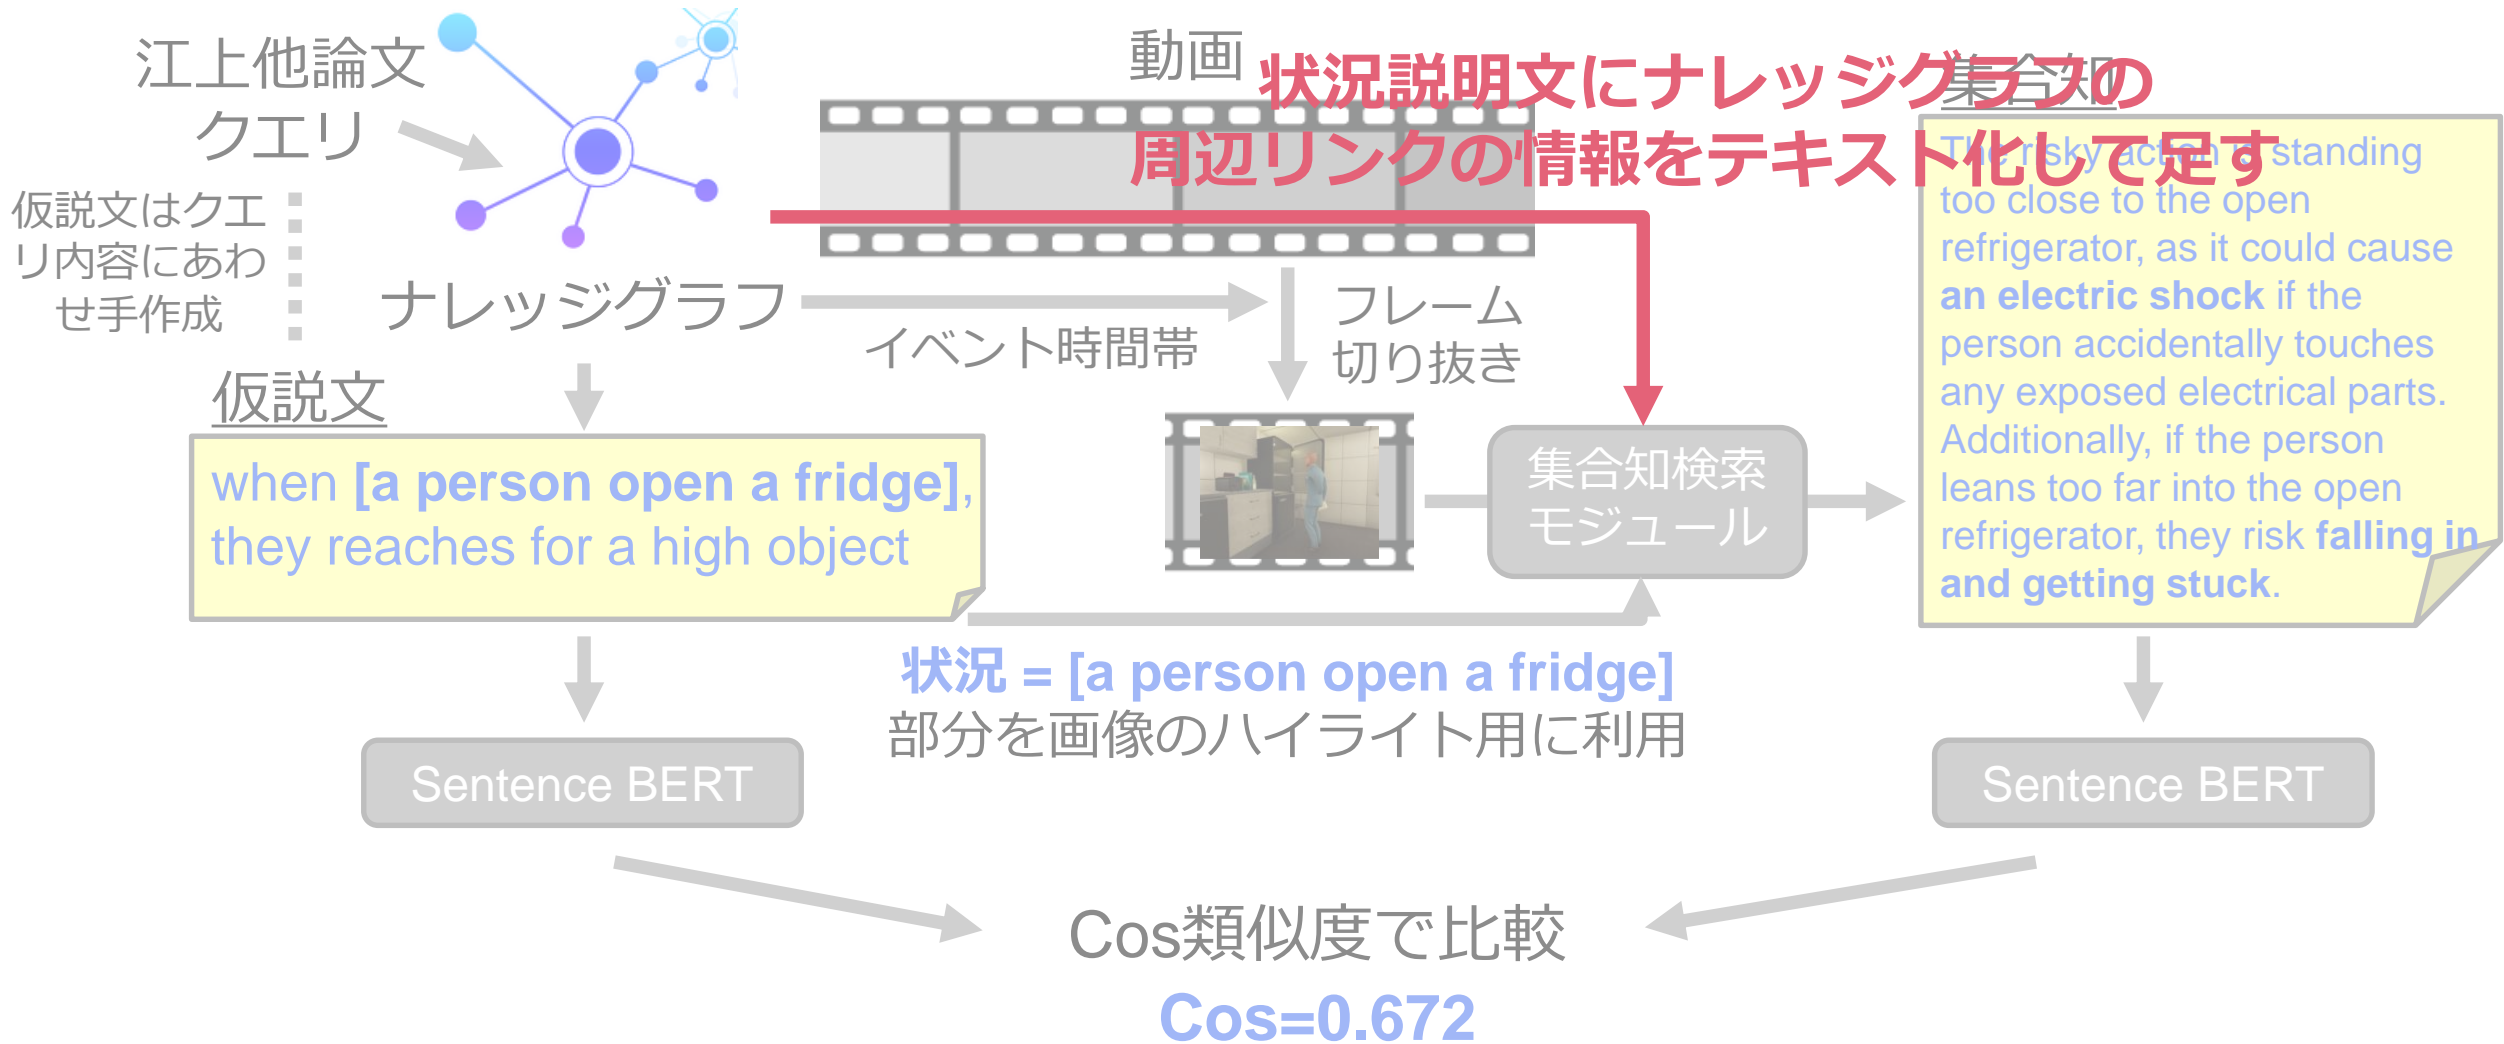 江上他論文
クエリ
仮説文はクエ
リ内容にあわ
せ手作成
ナレッジグラフ
動画
状況説明文にナレッジグラフの
周辺リンクの情報をテキスト化して足す
イベント時間帯
フレーム
切り抜き
仮説文
when [a person open a fridge],
they reaches for a high object
集合知検索
モジュール
状況 = [a person open a fridge]
部分を画像のハイライト用に利用
集合知
The risky action is standing
too close to the open
refrigerator, as it could cause
an electric shock if the
person accidentally touches
any exposed electrical parts.
Additionally, if the person
leans too far into the open
refrigerator, they risk falling in
and getting stuck.
Sentence BERT
Sentence BERT
Cos類似度で比較
Cos=0.672